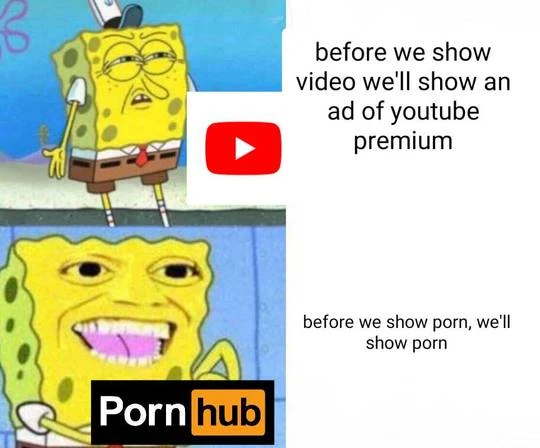 before we show
video we'll show an
ad of youtube
premium
before we show porn, we'll
show porn
Porn hub